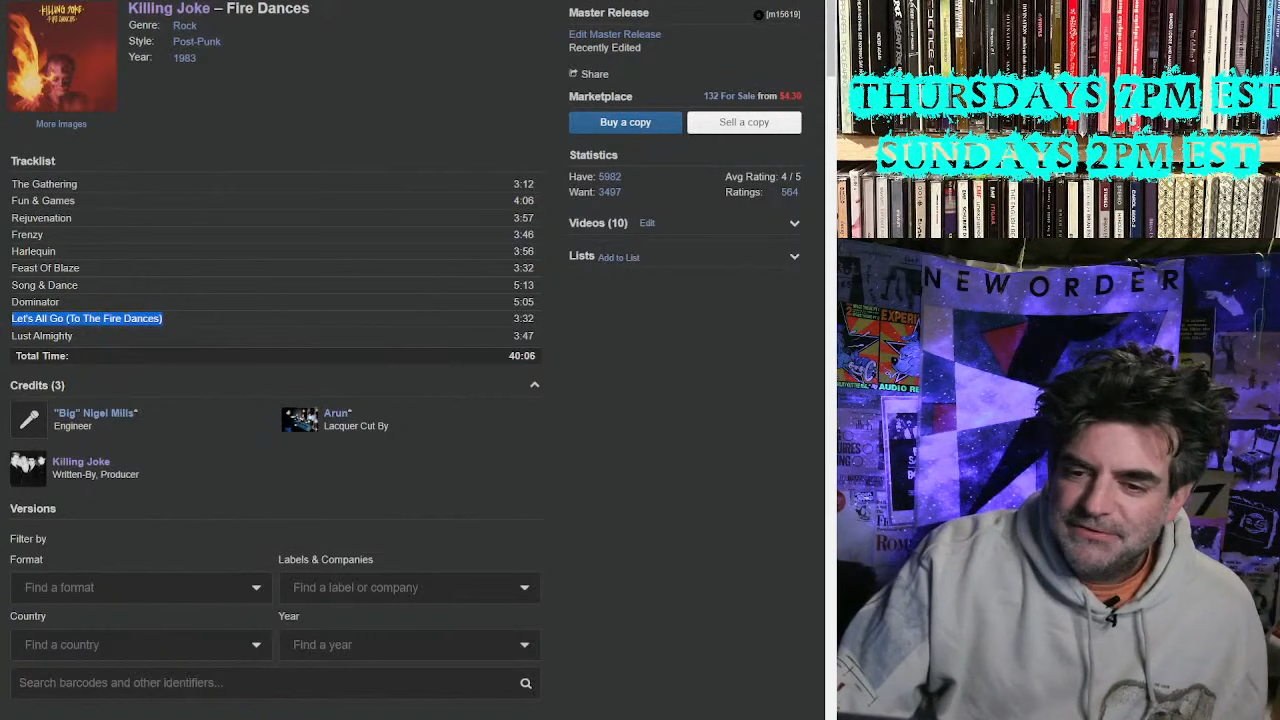 Killing Joke – Fire Dances
Genre: Rock
Style: Post-Punk
Year: 1983
More Images
Tracklist
The Gathering 3:12
Fun & Games 4:06
Rejuvenation 3:57
Frenzy 3:46
Harlequin 3:56
Feast Of Blaze 3:32
Song & Dance 5:13
Dominator 5:05
Let's All Go (To The Fire Dances) 3:32
Lust Almighty 3:47
Total Time: 40:06
Credits (3)
"Big" Nigel Mills*
Engineer
Arun*
Lacquer Cut By
Killing Joke
Written-By, Producer
Versions
Filter by
Format
Find a format
Labels & Companies
Find a label or company
Country
Find a country
Year
Find a year
Search barcodes and other identifiers...
Master Release [m15619]
Edit Master Release
Recently Edited
Share
Marketplace 132 For Sale from $4.30
Buy a copy
Sell a copy
Statistics
Have: 5982 Avg Rating: 4 / 5
Want: 3497 Ratings: 564
Videos (10) Edit
Lists Add to List
THURSDAYS 7PM EST
SUNDAYS 2PM EST
NEW ORDER
EXPERI
AUDIO RE